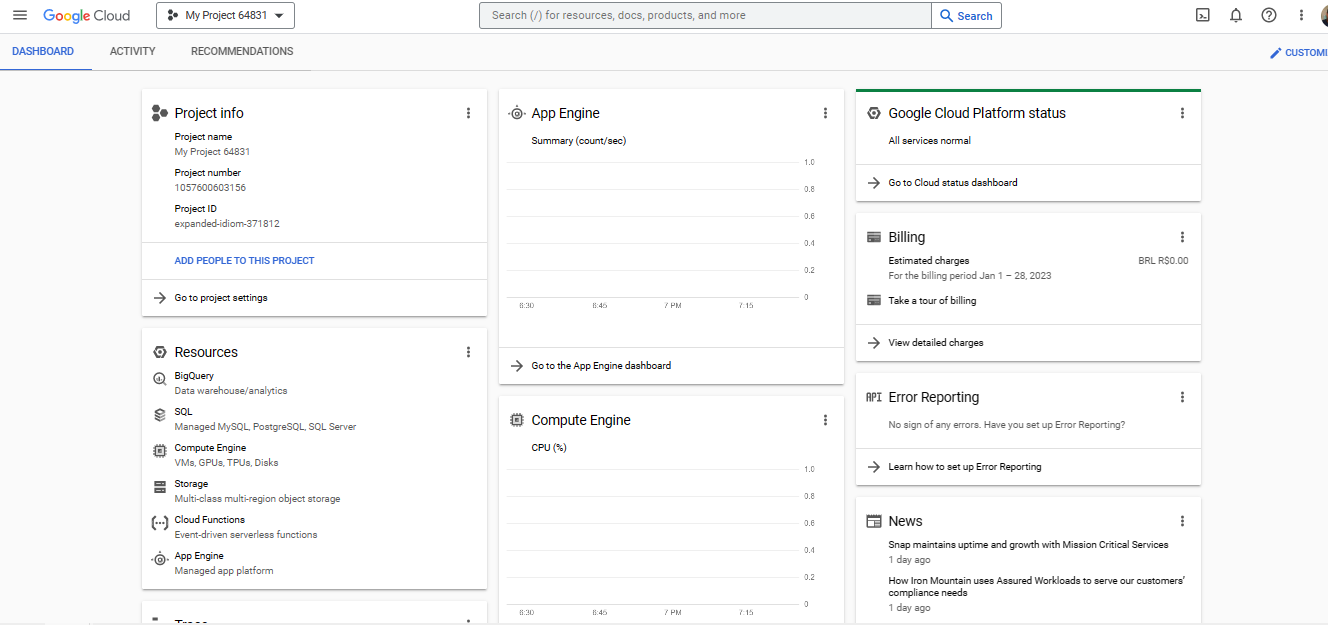 Google Cloud
My Project 64831
Search (/) for resources, docs, products, and more
Search
DASHBOARD
ACTIVITY
RECOMMENDATIONS
CUSTOMI
Project info
Project name
My Project 64831
Project number
1057600603156
Project ID
expanded-idiom-371812
ADD PEOPLE TO THIS PROJECT
Go to project settings
Resources
BigQuery
Data warehouse/analytics
SQL
Managed MySQL, PostgreSQL, SQL Server
Compute Engine
VMs, GPUs, TPUs, Disks
Storage
Multi-class multi-region object storage
Cloud Functions
Event-driven serverless functions
App Engine
Managed app platform
App Engine
Summary (count/sec)
1.0
0.8
0.6
0.4
0.2
0
6:30 6:45 7 PM 7:15
Go to the App Engine dashboard
Compute Engine
CPU (%)
1.0
0.8
0.6
0.4
0.2
0
6:30 6:45 7 PM 7:15
Google Cloud Platform status
All services normal
Go to Cloud status dashboard
Billing
Estimated charges BRL R$0.00
For the billing period Jan 1 – 28, 2023
Take a tour of billing
View detailed charges
API Error Reporting
No sign of any errors. Have you set up Error Reporting?
Learn how to set up Error Reporting
News
Snap maintains uptime and growth with Mission Critical Services
1 day ago
How Iron Mountain uses Assured Workloads to serve our customers’
compliance needs
1 day ago